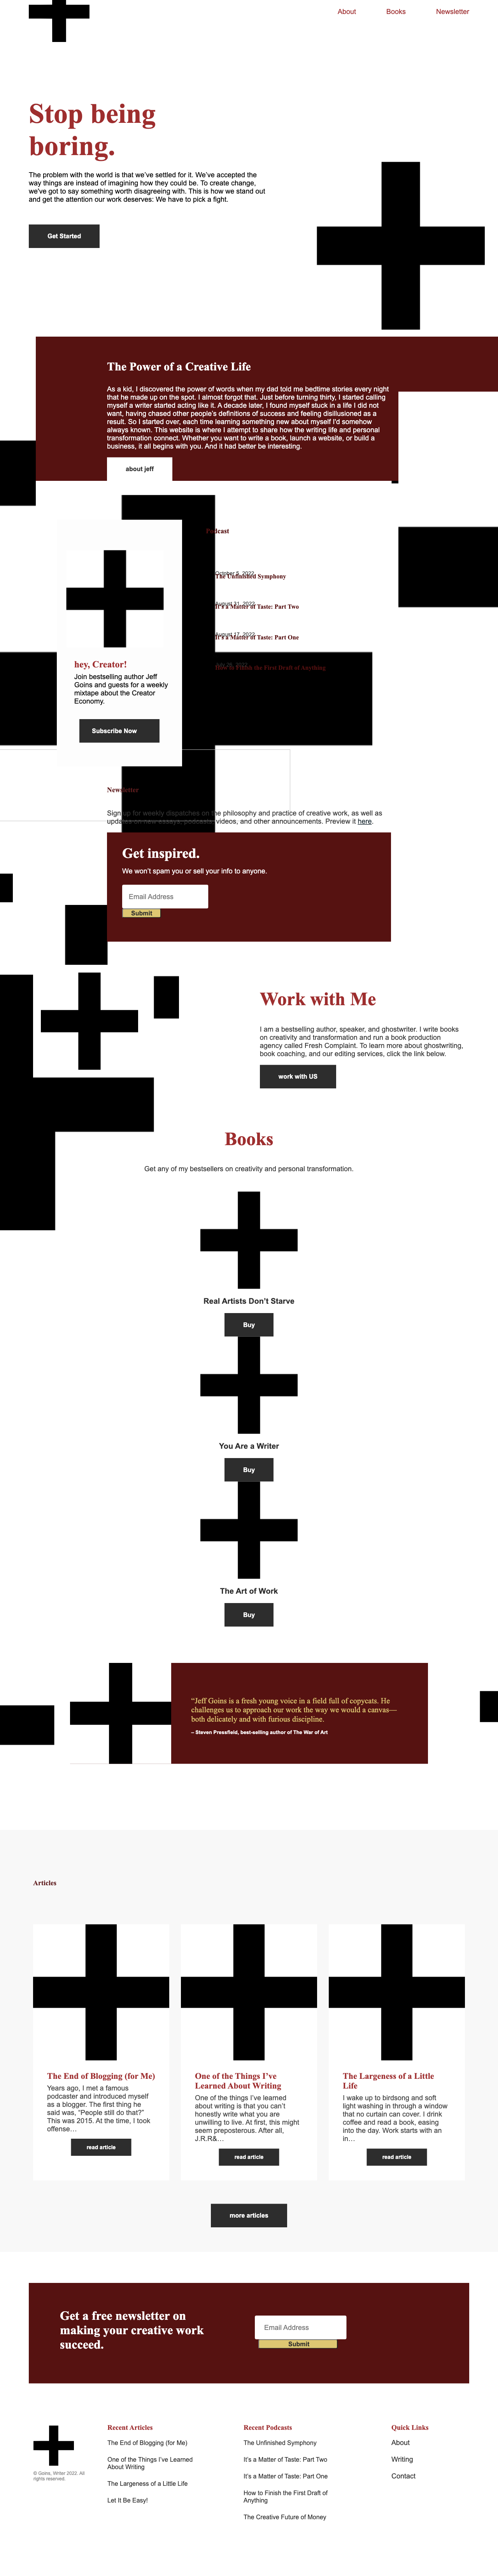 About
Books
Newsletter
Stop being
boring.
The problem with the world is that we've settled for it. We've accepted the
way things are instead of imagining how they could be. To create change,
we've got to say something worth disagreeing with. This is how we stand out
and get the attention our work deserves: We have to pick a fight.
Get Started
The Power of a Creative Life
As a kid, I discovered the power of words when my dad told me bedtime stories every night
that he made up on the spot. I almost forgot that. Just before turning thirty, I started calling
myself a writer started acting like it. A decade later, I found myself stuck in a life I did not
want, having chased other people's definitions of success and feeling disillusioned as a
result. So I started over, each time learning something new about myself I'd somehow
always known. This website is where I attempt to share how the writing life and personal
transformation connect. Whether you want to write a book, launch a website, or build a
business, it all begins with you. And it had better be interesting.
about jeff
Podcast
October 5, 2022
The Unfinished Symphony
August 31, 2022
It's a Matter of Taste: Part Two
August 17, 2022
It's a Matter of Taste: Part One
How to Finish the First Draft of Anything
hey, Creator!
Join bestselling author Jeff
Goins and guests for a weekly
mixtape about the Creator
Economy.
Subscribe Now
Newsletter
Sign up for weekly dispatches on the philosophy and practice of creative work, as well as
updates on new essays, podcasts, videos, and other announcements. Preview it here.
Get inspired.
We won't spam you or sell your info to anyone.
Email Address
Submit
Work with Me
I am a bestselling author, speaker, and ghostwriter. I write books
on creativity and transformation and run a book production
agency called Fresh Complaint. To learn more about ghostwriting,
book coaching, and our editing services, click the link below.
work with US
Books
Get any of my bestsellers on creativity and personal transformation.
Real Artists Don't Starve
Buy
You Are a Writer
Buy
The Art of Work
Buy
"Jeff Goins is a fresh young voice in a field full of copycats. He
challenges us to approach our work the way we would a canvas—
both delicately and with furious discipline.
– Steven Pressfield, best-selling author of The War of Art
Articles
The End of Blogging (for Me)
Years ago, I met a famous
podcaster and introduced myself
as a blogger. The first thing he
said was, "People still do that?"
This was 2015. At the time, I took
offense…
read article
One of the Things I've
Learned About Writing
One of the things I've learned
about writing is that you can't
honestly write what you are
unwilling to live. At first, this might
seem preposterous. After all,
J.R.R&…
read article
The Largeness of a Little
Life
I wake up to birdsong and soft
light washing in through a window
that no curtain can cover. I drink
coffee and read a book, easing
into the day. Work starts with an
in…
read article
more articles
Get a free newsletter on
making your creative work
succeed.
Email Address
Submit
© Goins, Writer 2022. All
rights reserved.
Recent Articles
The End of Blogging (for Me)
One of the Things I've Learned
About Writing
The Largeness of a Little Life
Let It Be Easy!
Recent Podcasts
The Unfinished Symphony
It's a Matter of Taste: Part Two
It's a Matter of Taste: Part One
How to Finish the First Draft of
Anything
The Creative Future of Money
Quick Links
About
Writing
Contact